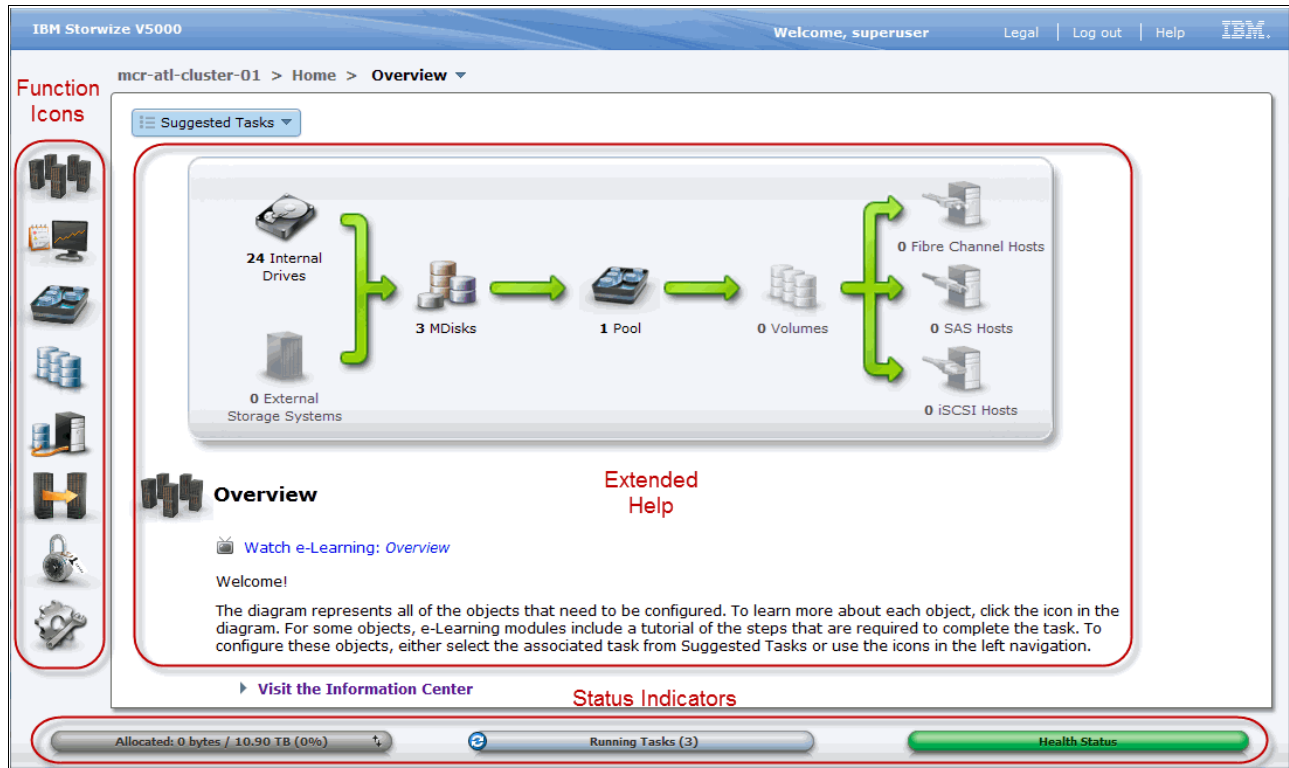 IBM Storwize V5000
Welcome, superuser
Legal | Log out | Help
IBM.
mcr-atl-cluster-01 > Home > Overview
Function
Icons
Suggested Tasks
24 Internal
Drives
0 External
Storage Systems
3 MDisks
1 Pool
0 Volumes
0 Fibre Channel Hosts
0 SAS Hosts
0 iSCSI Hosts
Extended
Help
Overview
Watch e-Learning: Overview
Welcome!
The diagram represents all of the objects that need to be configured. To learn more about each object, click the icon in the
diagram. For some objects, e-Learning modules include a tutorial of the steps that are required to complete the task. To
configure these objects, either select the associated task from Suggested Tasks or use the icons in the left navigation.
Visit the Information Center
Status Indicators
Allocated: 0 bytes / 10.90 TB (0%)
Running Tasks (3)
Health Status